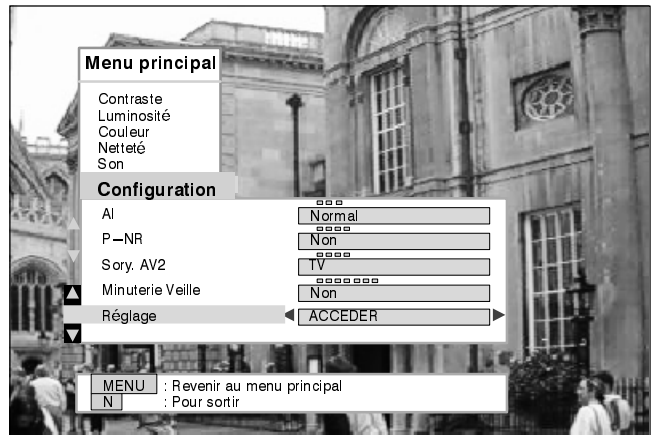 Menu principal
Contraste
Luminosité
Couleur
Netteté
Son
Configuration
AI Normal
P-NR Non
Sory. AV2 TV
Minuterie Veille Non
Réglage ACCEDER
MENU : Revenir au menu principal
N : Pour sortir